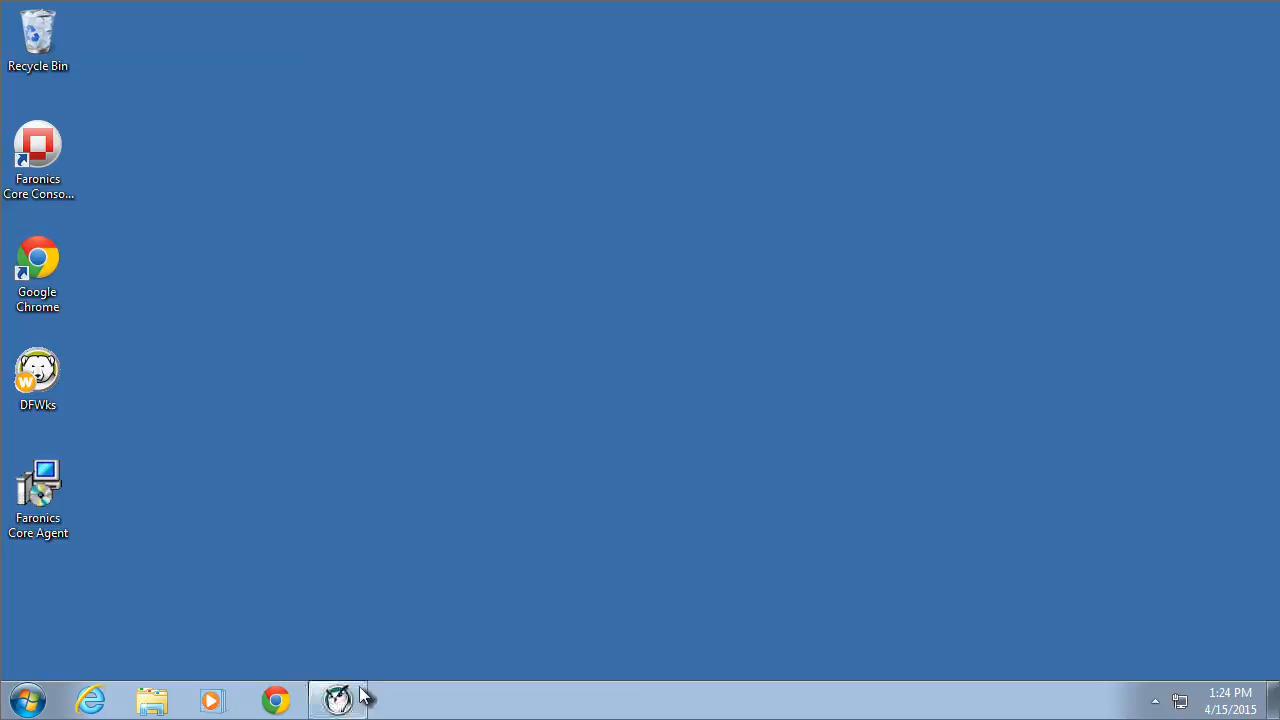 Recycle Bin
Faronics
Core Conso...
Google
Chrome
W
DFWks
Faronics
Core Agent
1:24 PM
4/15/2015